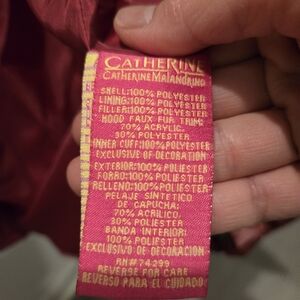 CATHERINE
CATHERINE MALANDRINO
SHELL:100% POLYESTER
LINING:100% POLYESTER
FILLER:100% POLYESTER
HOOD FAUX FUR TRIM:
70% ACRYLIC,
30% POLYESTER
INNER CUFF:100% POLYESTER
EXCLUSIVE OF DECORATION
EXTERIOR:100% POLIESTER
FORRO:100% POLIESTER
RELLENO:100% POLIESTER
PELAJE SINTETICO
DE CAPUCHA:
70% ACRILICO,
30% POLIESTER
BANDA INTERIOR:
100% POLIESTER
EXCLUSIVO DE DECORACION
RN#74299
REVERSE FOR CARE
REVERSO PARA EL CUIDADO